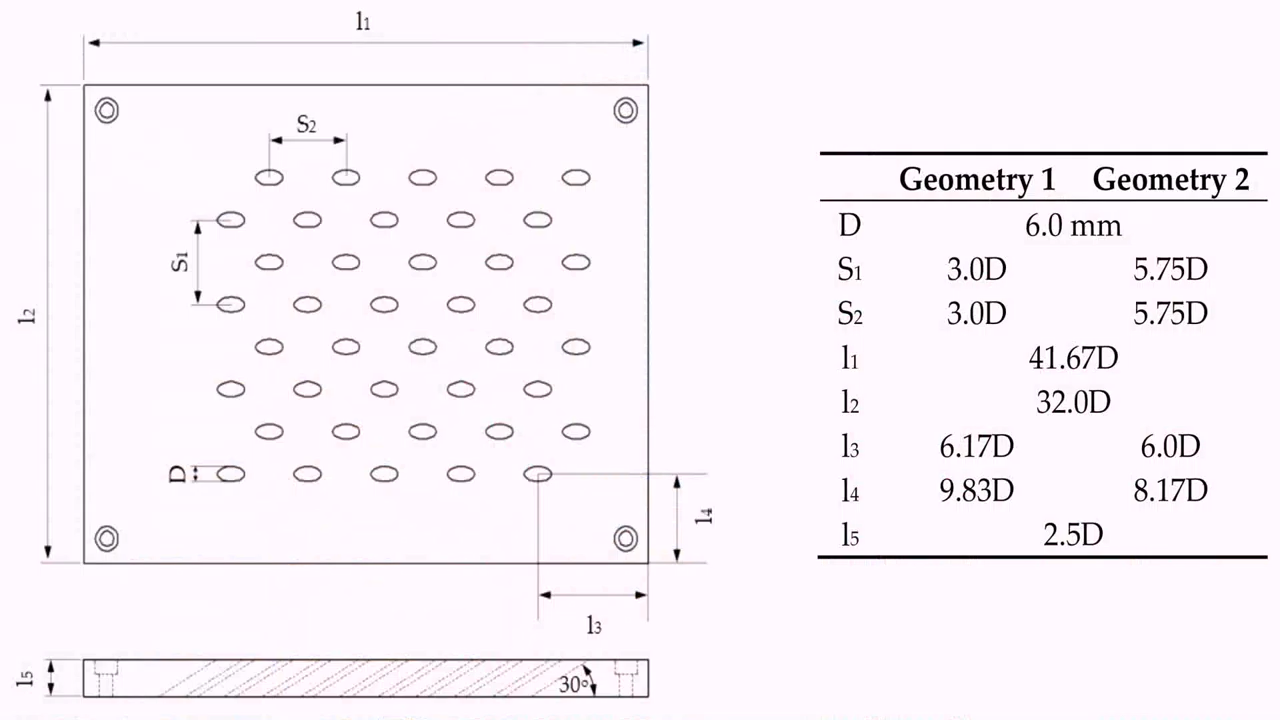 l1
S2
S1
l2
D
l4
l3
l5
30°
Geometry 1 Geometry 2
D 6.0 mm
S1 3.0D 5.75D
S2 3.0D 5.75D
l1 41.67D
l2 32.0D
l3 6.17D 6.0D
l4 9.83D 8.17D
l5 2.5D